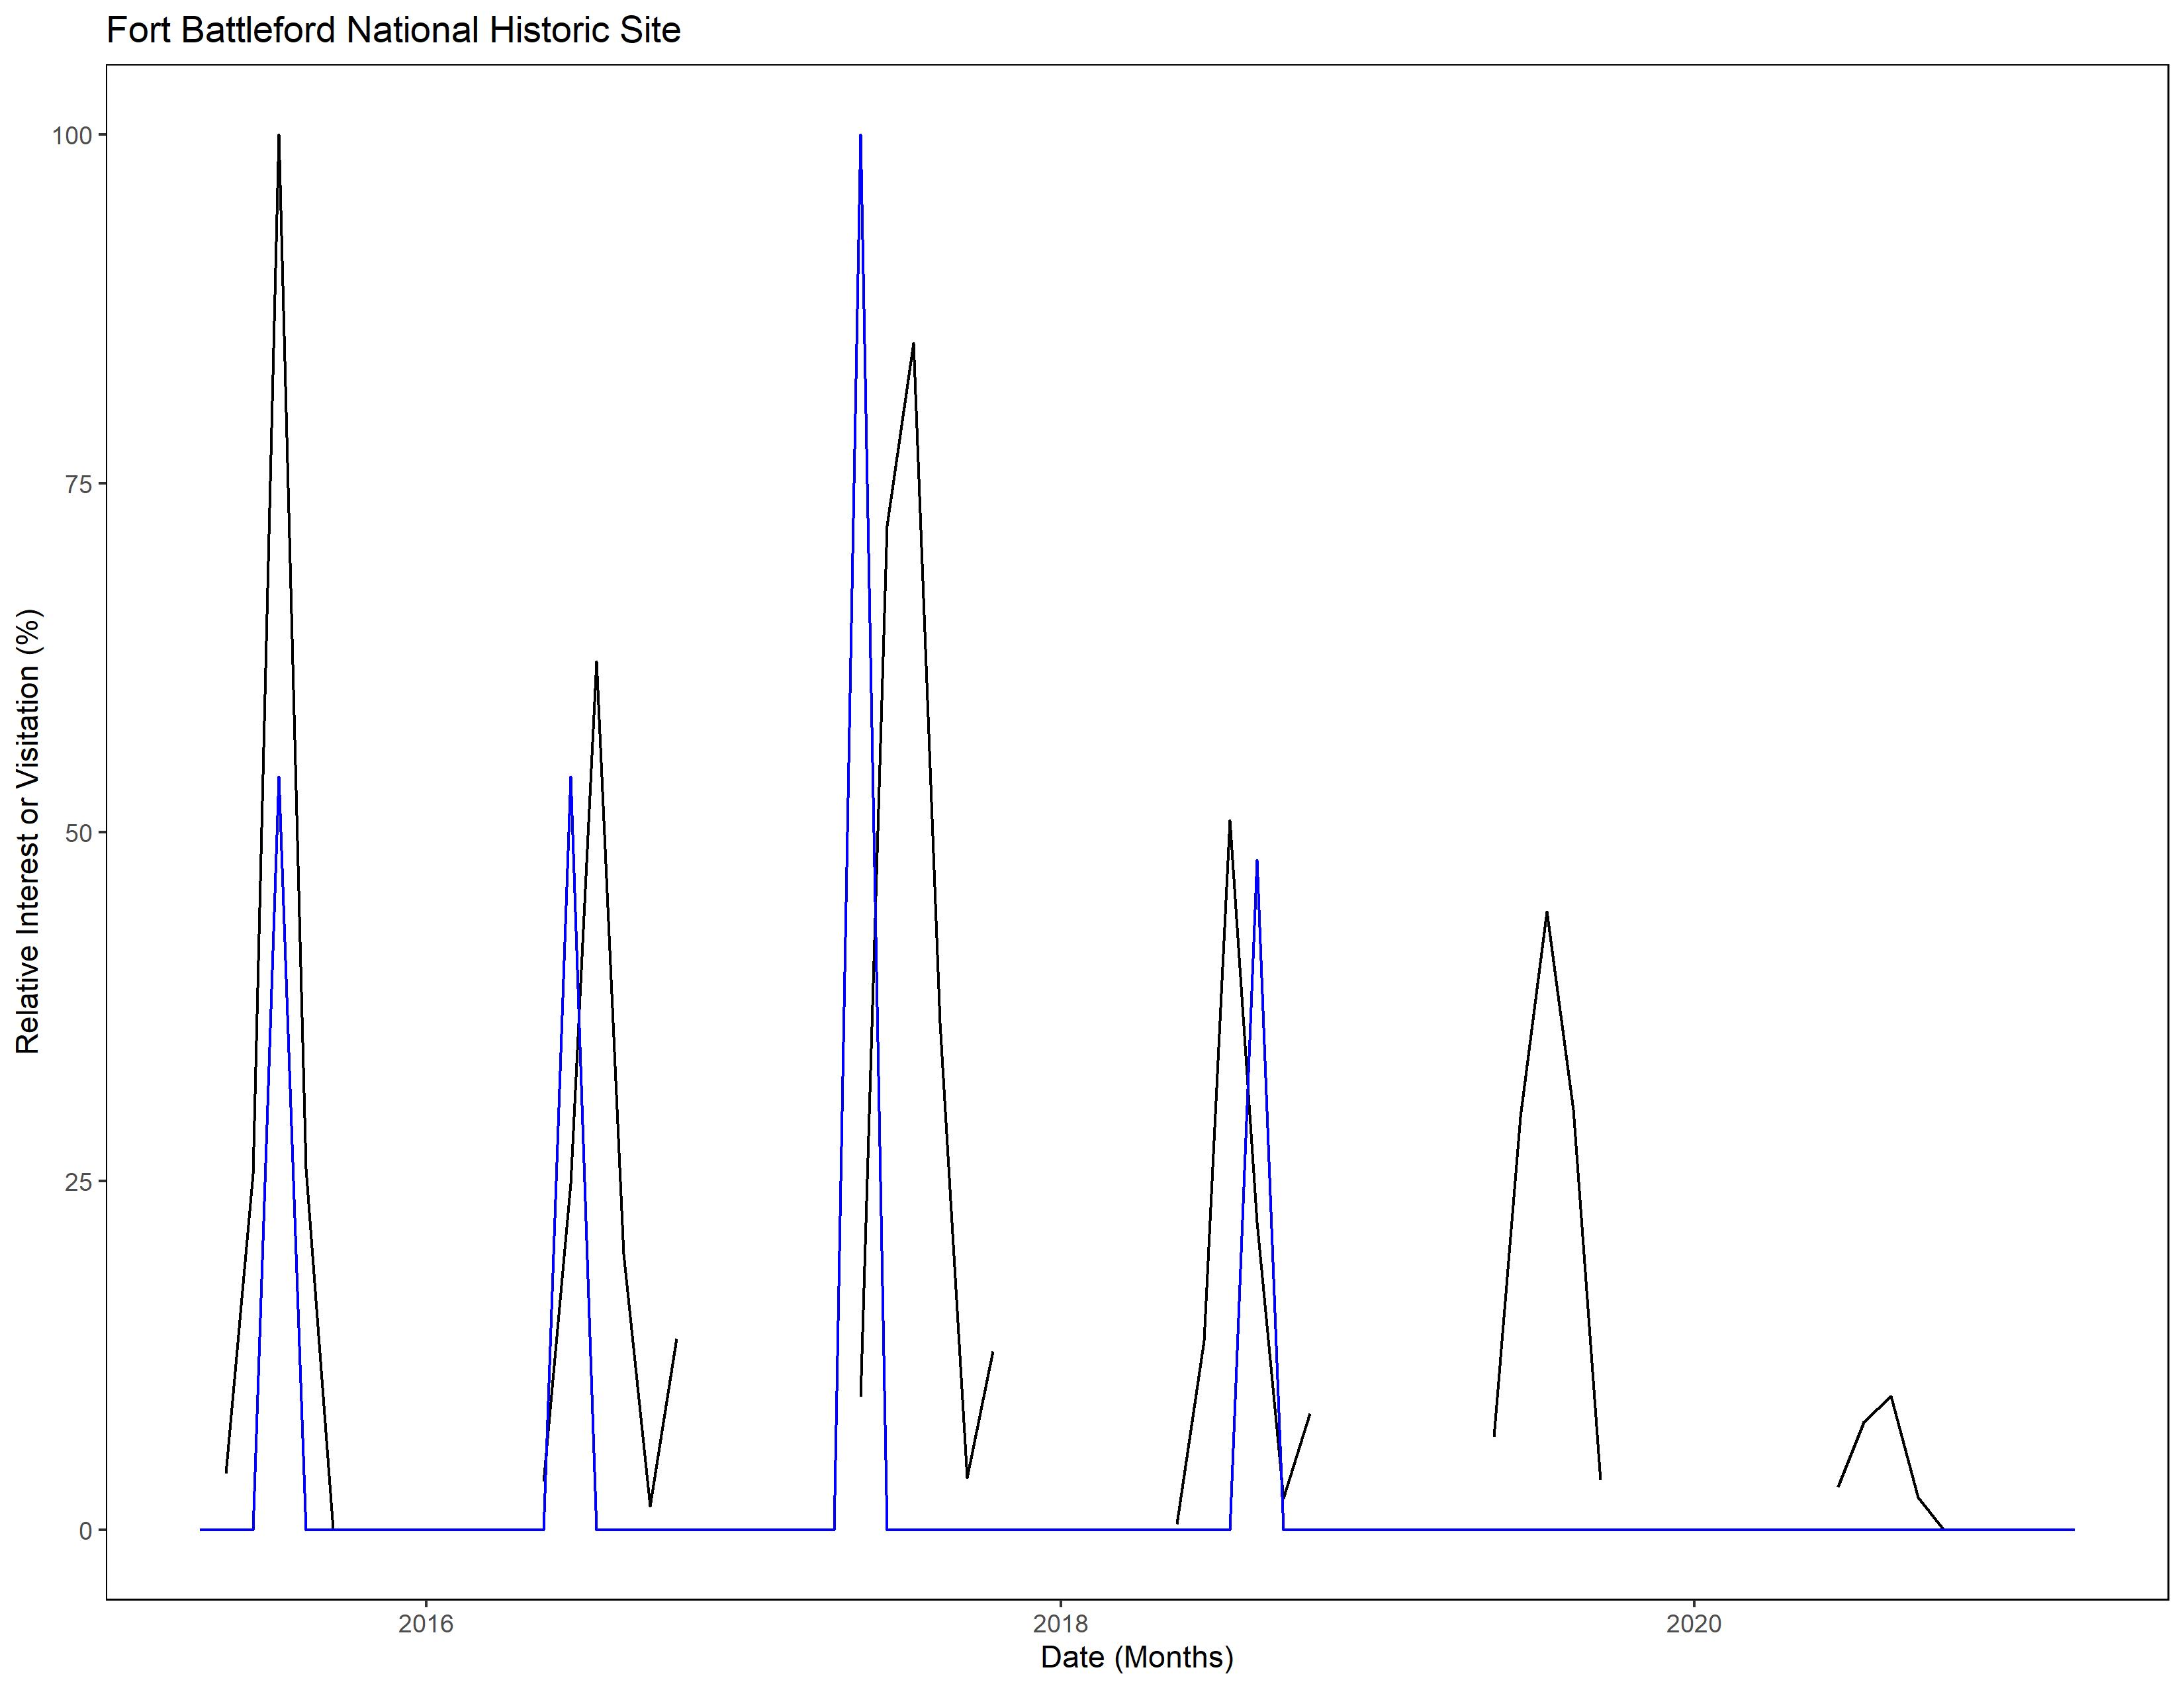 Fort Battleford National Historic Site
100
75
50
25
0
Relative Interest or Visitation (%)
2016
2018
2020
Date (Months)